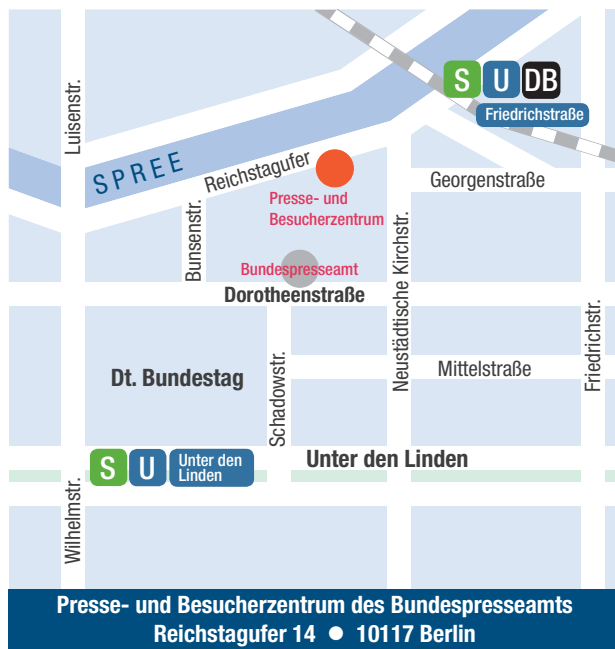 Luisenstr.
S U DB
Friedrichstraße
SPREE
Reichstagufer
Georgenstraße
Presse- und
Besucherzentrum
Bunsenstr.
Neustädtische Kirchstr.
Bundespresseamt
Dorotheenstraße
Friedrichstr.
Schadowstr.
Mittelstraße
Dt. Bundestag
Unter den Linden
S U Unter den
Linden
Wilhelmstr.
Presse- und Besucherzentrum des Bundespresseamts
Reichstagufer 14 ● 10117 Berlin